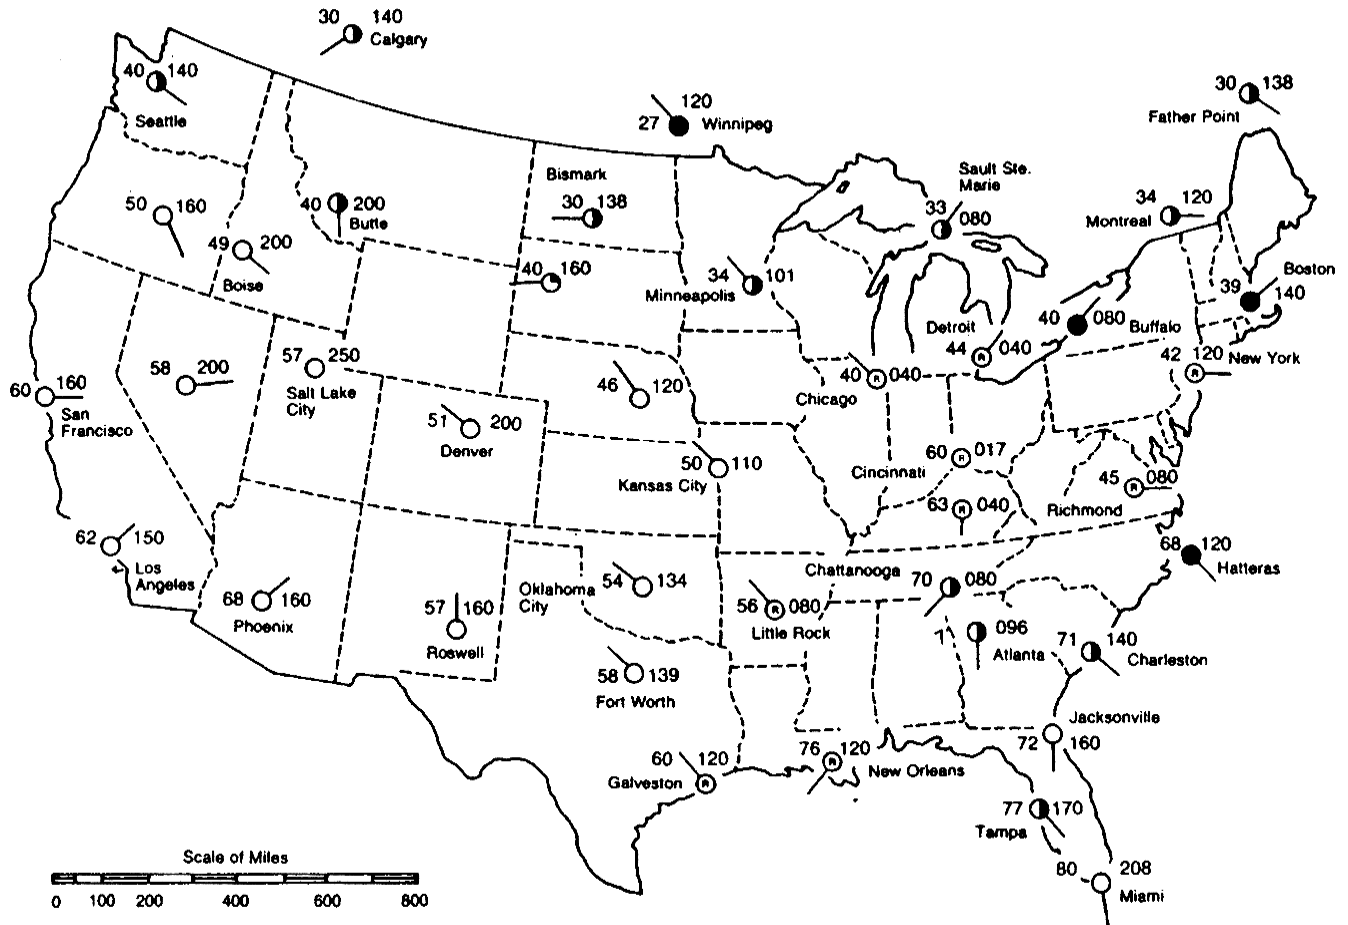 30 140
Calgary
40 140
Seattle
120
27 Winnipeg
30 138
Father Point
Bismark
30 138
Sault Ste.
Marie
33 080
34 120
Montreal
50 160
40 200
Butte
49 200
Boise
40 160
34 101
Minneapolis
Boston
39 140
40 080 Buffalo
Detroit
44 040
42 120
New York
58 200
57 250
Salt Lake
City
60 160
San
Francisco
46 120
40 040
Chicago
51 200
Denver
50 110
Kansas City
60 017
Cincinnati
45 080
Richmond
63 040
62 150
Los
Angeles
68 160
Phoenix
57 160
Roswell
Oklahoma
City
54 134
56 080
Little Rock
Chattanooga
70 080
68 120
Hatteras
096
Atlanta
71 140
Charleston
58 139
Fort Worth
60 120
Galveston
76 120
New Orleans
Jacksonville
72 160
77 170
Tampa
80 208
Miami
Scale of Miles
0 100 200 400 600 800
R
R
R
R
R
R
R
R
R